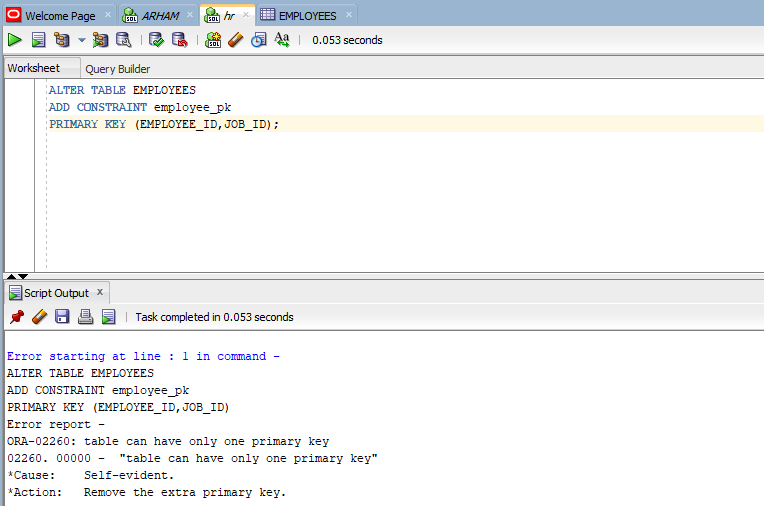 Welcome Page × ARHAM × hr × EMPLOYEES ×
SQL SQL
0.053 seconds
Worksheet Query Builder
ALTER TABLE EMPLOYEES
ADD CONSTRAINT employee_pk
PRIMARY KEY (EMPLOYEE_ID,JOB_ID);
Script Output x
Task completed in 0.053 seconds
Error starting at line : 1 in command -
ALTER TABLE EMPLOYEES
ADD CONSTRAINT employee_pk
PRIMARY KEY (EMPLOYEE_ID,JOB_ID)
Error report -
ORA-02260: table can have only one primary key
02260. 00000 -  "table can have only one primary key"
*Cause:    Self-evident.
*Action:   Remove the extra primary key.